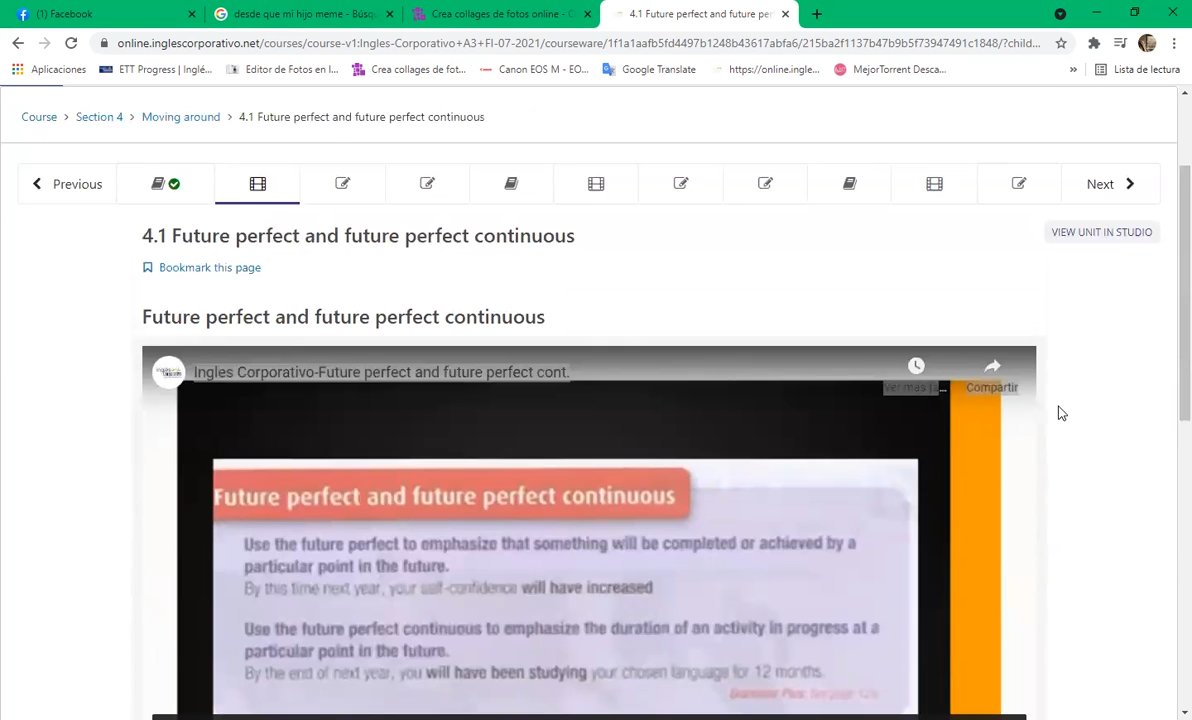 (1) Facebook
desde que mi hijo meme - Búsq
Crea collages de fotos online - C
4.1 Future perfect and future per
online.inglescorporativo.net/courses/course-v1:Ingles-Corporativo+A3+FI-07-2021/courseware/1f1a1aafb5fd4497b1248b43617abfa6/215ba2f1137b47b9b5f73947491c1848/?child...
Aplicaciones
ETT Progress | Inglé...
Editor de Fotos en l...
Crea collages de fot...
Canon EOS M - EO...
Google Translate
https://online.ingle...
MejorTorrent Desca...
»
Lista de lectura
Course > Section 4 > Moving around > 4.1 Future perfect and future perfect continuous
Previous
Next
4.1 Future perfect and future perfect continuous
VIEW UNIT IN STUDIO
Bookmark this page
Future perfect and future perfect continuous
Ingles Corporativo-Future perfect and future perfect cont.
Ver más ta...
Compartir
Future perfect and future perfect continuous
Use the future perfect to emphasize that something will be completed or achieved by a
particular point in the future.
By this time next year, your self-confidence will have increased
Use the future perfect continuous to emphasize the duration of an activity in progress at a
particular point in the future.
By the end of next year, you will have been studying your chosen language for 12 months.
Grammar Plus: See page